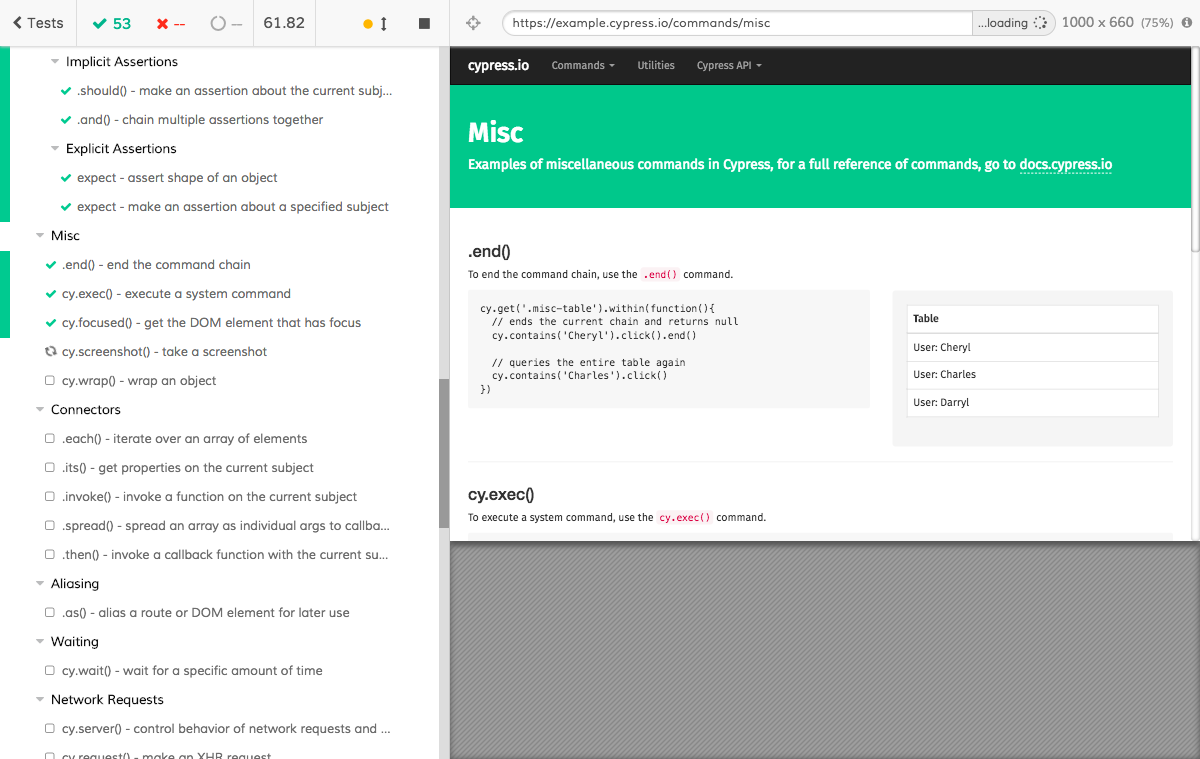 Tests
53
--
--
61.82
https://example.cypress.io/commands/misc
...loading
1000 x 660 (75%)
Implicit Assertions
.should() - make an assertion about the current subj...
.and() - chain multiple assertions together
Explicit Assertions
expect - assert shape of an object
expect - make an assertion about a specified subject
Misc
.end() - end the command chain
cy.exec() - execute a system command
cy.focused() - get the DOM element that has focus
cy.screenshot() - take a screenshot
cy.wrap() - wrap an object
Connectors
.each() - iterate over an array of elements
.its() - get properties on the current subject
.invoke() - invoke a function on the current subject
.spread() - spread an array as individual args to callba...
.then() - invoke a callback function with the current su...
Aliasing
.as() - alias a route or DOM element for later use
Waiting
cy.wait() - wait for a specific amount of time
Network Requests
cy.server() - control behavior of network requests and ...
cy.request() - make an XHR request
cypress.io
Commands
Utilities
Cypress API
Misc
Examples of miscellaneous commands in Cypress, for a full reference of commands, go to docs.cypress.io
.end()
To end the command chain, use the .end() command.
cy.get('.misc-table').within(function(){
// ends the current chain and returns null
cy.contains('Cheryl').click().end()
// queries the entire table again
cy.contains('Charles').click()
})
Table
User: Cheryl
User: Charles
User: Darryl
cy.exec()
To execute a system command, use the cy.exec() command.